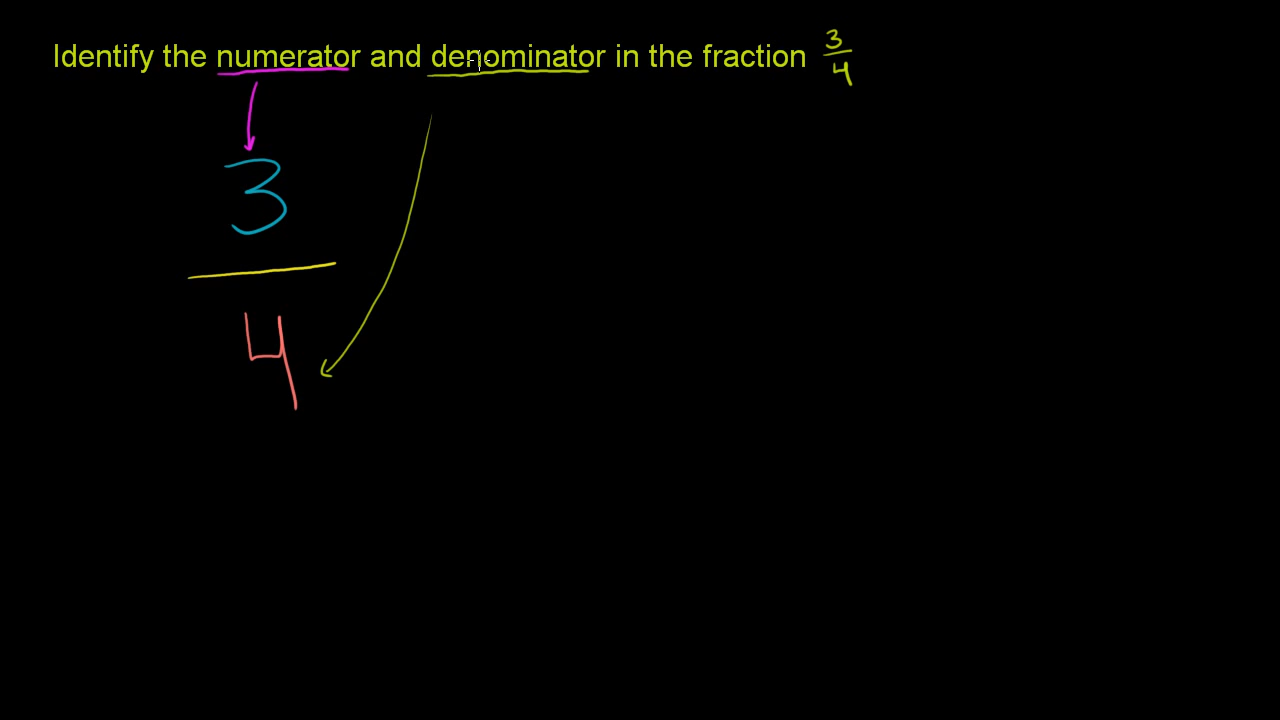 Identify the numerator and denominator in the fraction 3/4
3
4